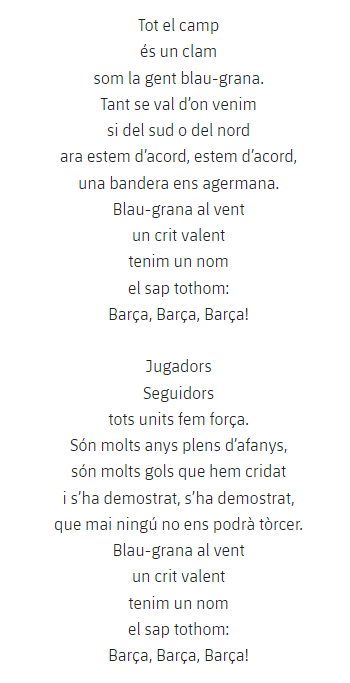 Tot el camp
és un clam
som la gent blau-grana.
Tant se val d’on venim
si del sud o del nord
ara estem d’acord, estem d’acord,
una bandera ens agermana.
Blau-grana al vent
un crit valent
tenim un nom
el sap tothom:
Barça, Barça, Barça!

Jugadors
Seguidors
tots units fem força.
Són molts anys plens d’afanys,
són molts gols que hem cridat
i s’ha demostrat, s’ha demostrat,
que mai ningú no ens podrà tòrcer.
Blau-grana al vent
un crit valent
tenim un nom
el sap tothom:
Barça, Barça, Barça!